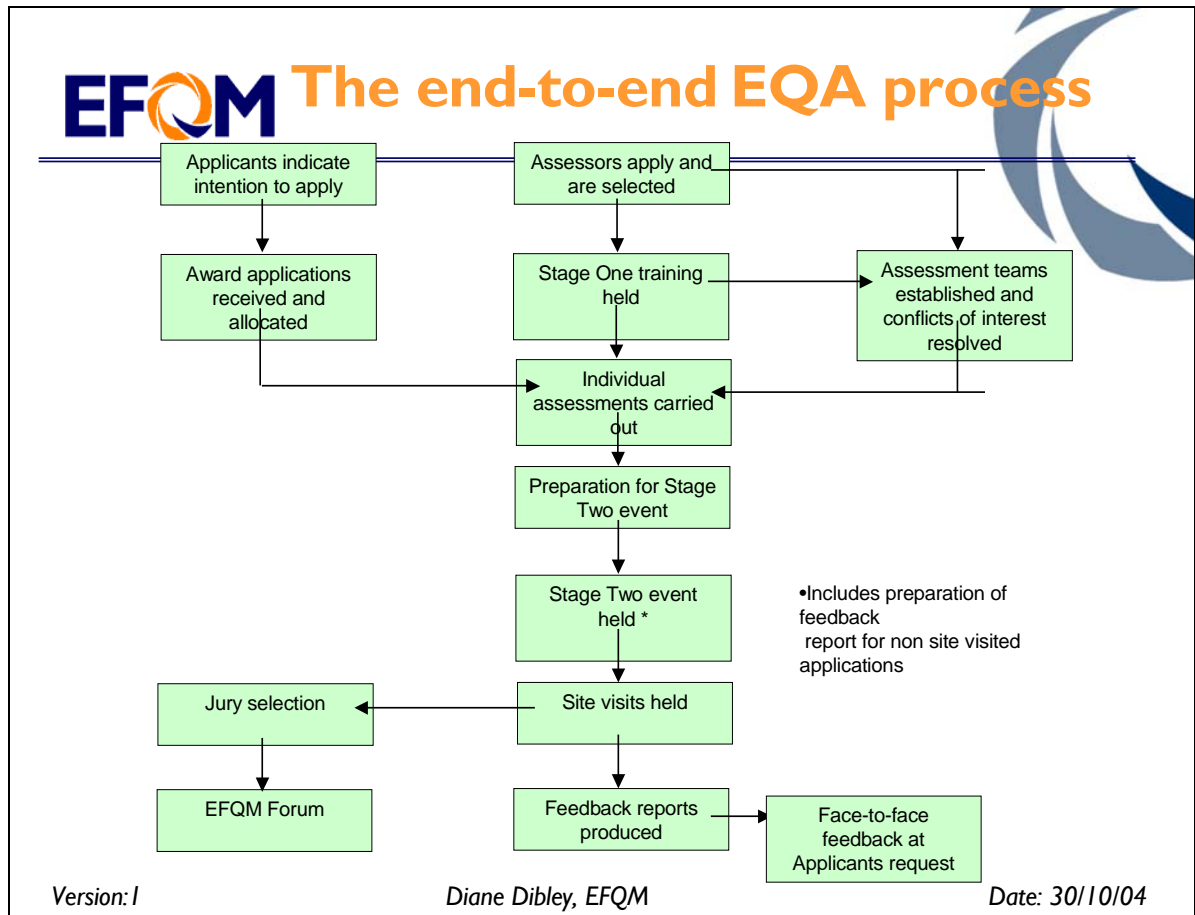 EFQM The end-to-end EQA process
Applicants indicate
intention to apply
Assessors apply and
are selected
Award applications
received and
allocated
Stage One training
held
Assessment teams
established and
conflicts of interest
resolved
Individual
assessments carried
out
Preparation for Stage
Two event
Stage Two event
held *
•Includes preparation of
feedback
report for non site visited
applications
Jury selection
Site visits held
EFQM Forum
Feedback reports
produced
Face-to-face
feedback at
Applicants request
Version:1
Diane Dibley, EFQM
Date: 30/10/04